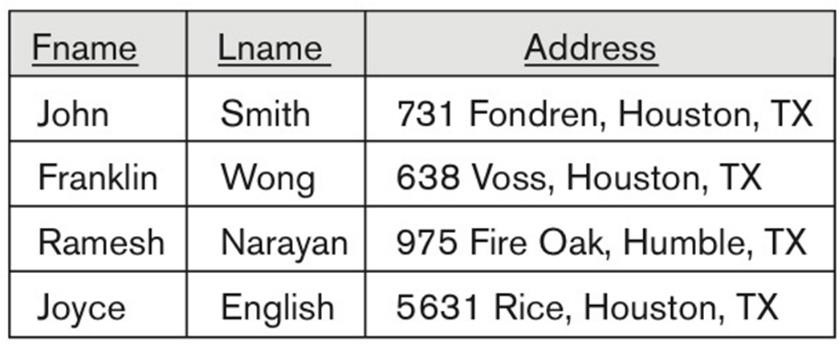 Fname Lname Address
John Smith 731 Fondren, Houston, TX
Franklin Wong 638 Voss, Houston, TX
Ramesh Narayan 975 Fire Oak, Humble, TX
Joyce English 5631 Rice, Houston, TX